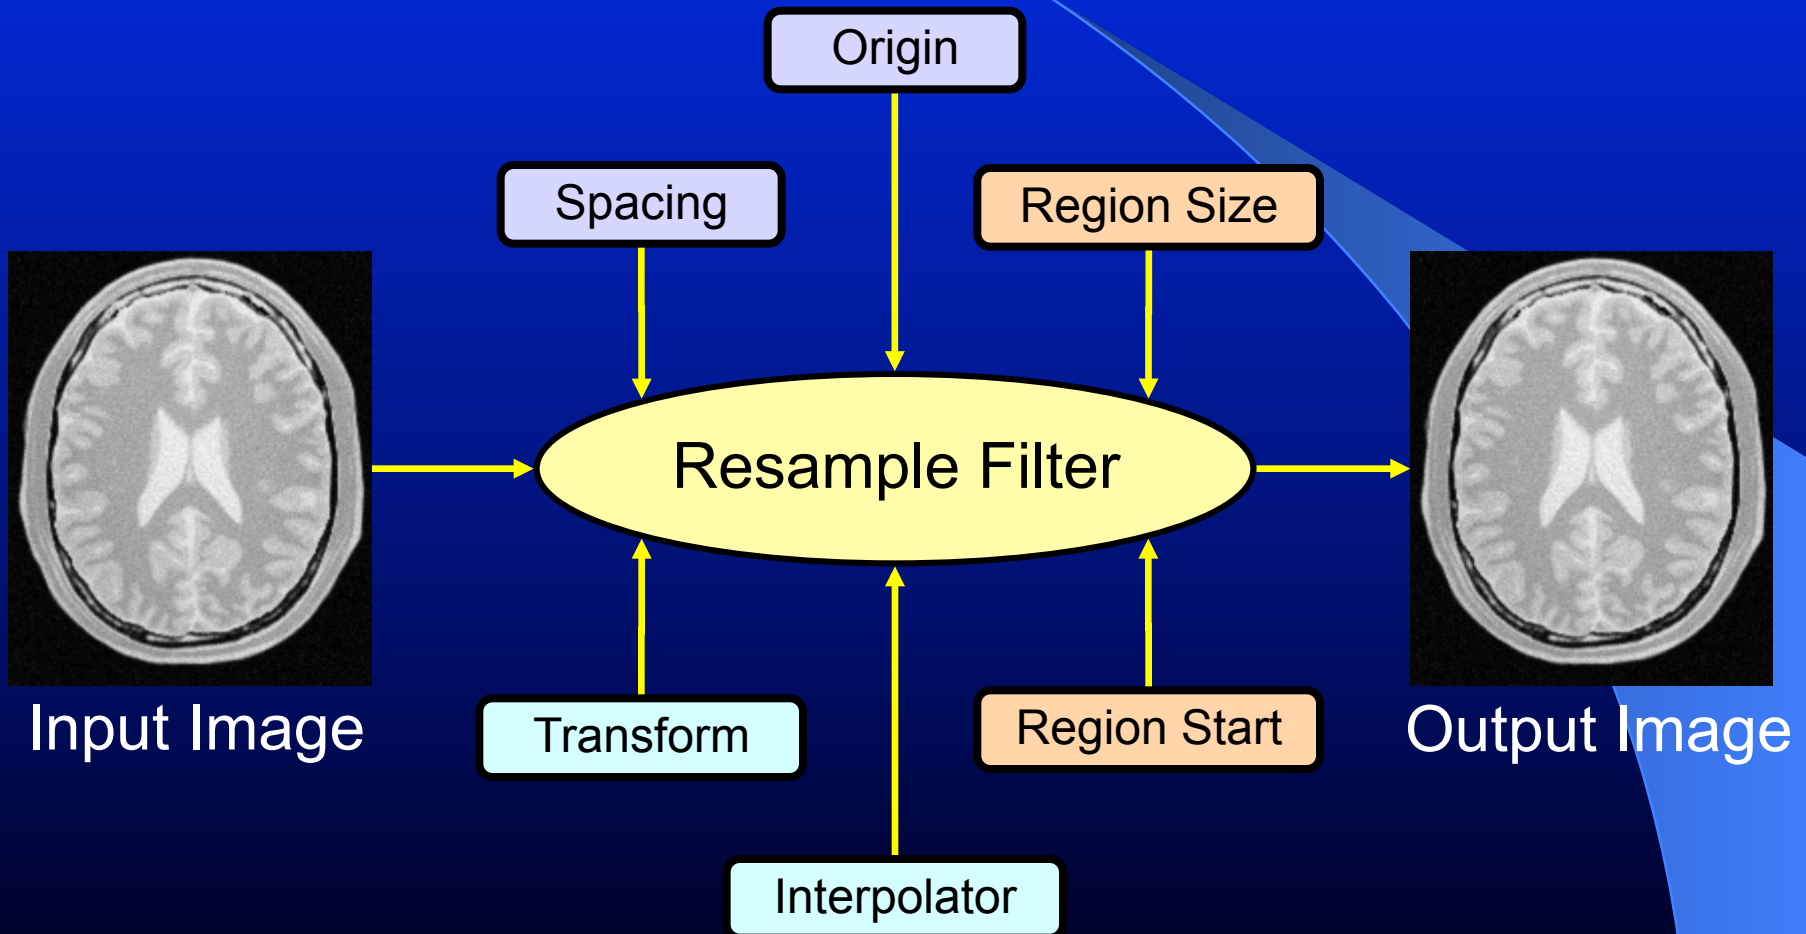 Origin
Spacing
Region Size
Resample Filter
Input Image
Transform
Region Start
Output Image
Interpolator